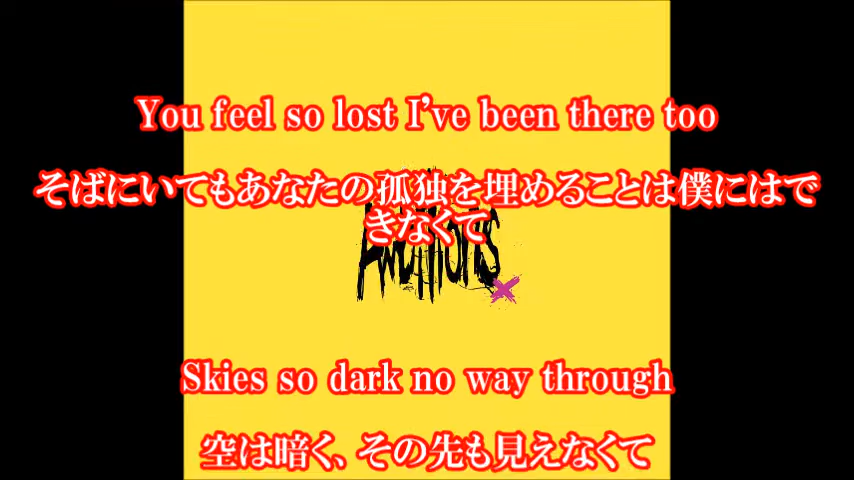 You feel so lost I've been there too
そばにいてもあなたの孤独を埋めることは僕にはで
きなくて
Ambitions
Skies so dark no way through
空は暗く、その先も見えなくて